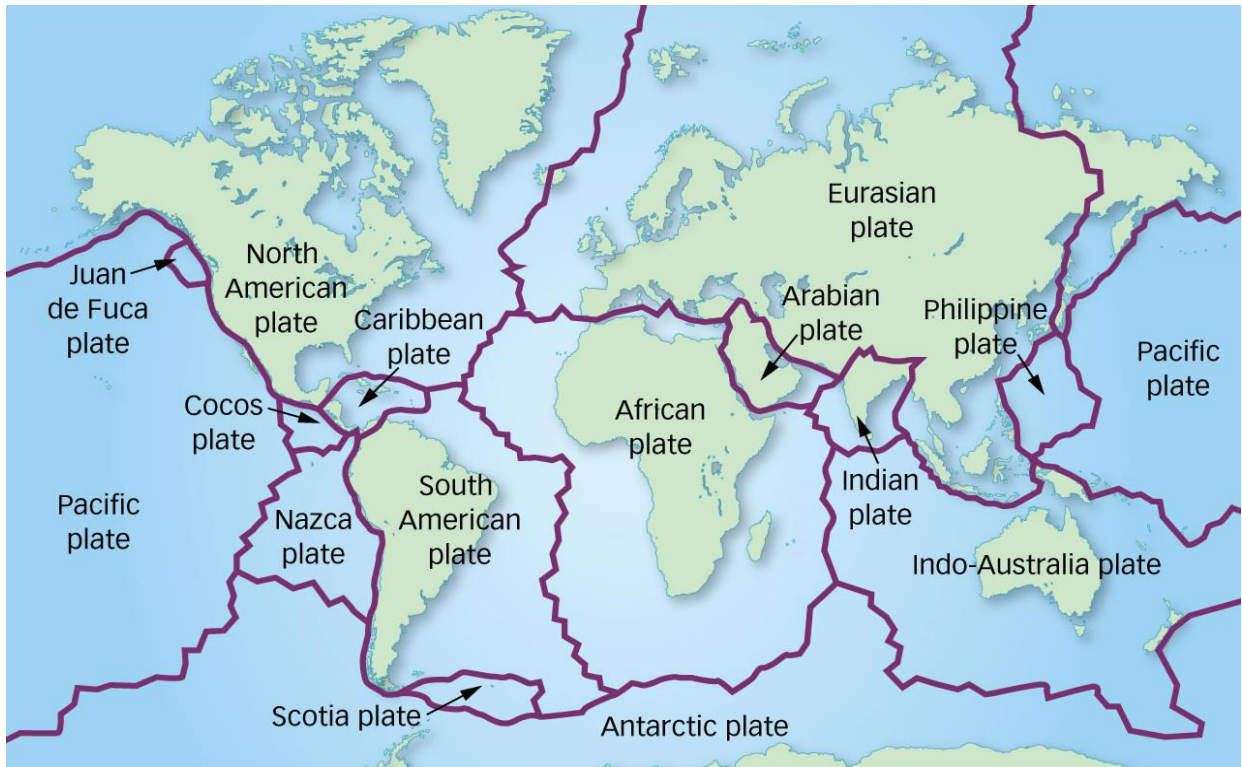 Eurasian
plate
North
American
plate
Juan
de Fuca
plate
Caribbean
plate
Arabian
plate
Philippine
plate
Pacific
plate
Cocos
plate
African
plate
Indian
plate
Pacific
plate
Nazca
plate
South
American
plate
Indo-Australia plate
Scotia plate
Antarctic plate